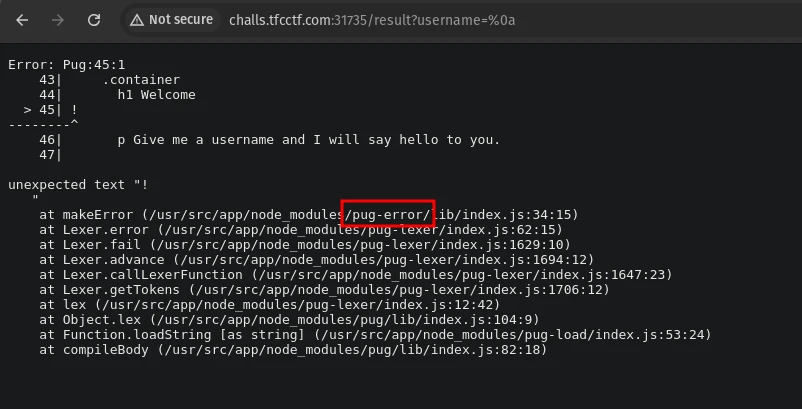 Not secure challs.tfcctf.com:31735/result?username=%0a
Error: Pug:45:1
43| .container
44| h1 Welcome
> 45| !
--------^
46| p Give me a username and I will say hello to you.
47|
unexpected text "!
"
at makeError (/usr/src/app/node_modules/pug-error/lib/index.js:34:15)
at Lexer.error (/usr/src/app/node_modules/pug-lexer/index.js:62:15)
at Lexer.fail (/usr/src/app/node_modules/pug-lexer/index.js:1629:10)
at Lexer.advance (/usr/src/app/node_modules/pug-lexer/index.js:1694:12)
at Lexer.callLexerFunction (/usr/src/app/node_modules/pug-lexer/index.js:1647:23)
at Lexer.getTokens (/usr/src/app/node_modules/pug-lexer/index.js:1706:12)
at lex (/usr/src/app/node_modules/pug-lexer/index.js:12:42)
at Object.lex (/usr/src/app/node_modules/pug/lib/index.js:104:9)
at Function.loadString [as string] (/usr/src/app/node_modules/pug-load/index.js:53:24)
at compileBody (/usr/src/app/node_modules/pug/lib/index.js:82:18)